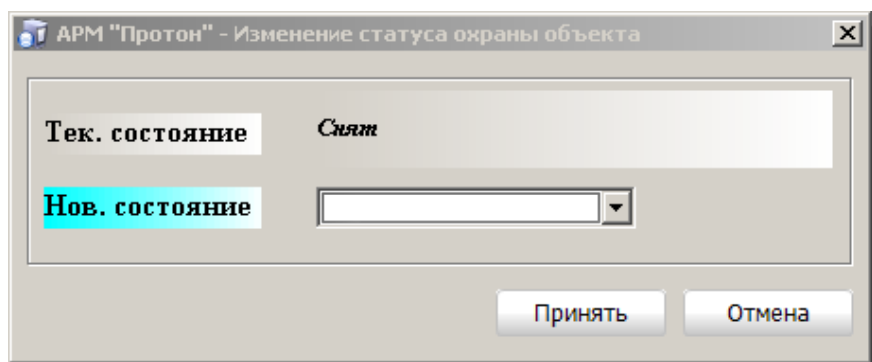 АРМ "Протон" - Изменение статуса охраны объекта
Тек. состояние
Снят
Нов. состояние
Принять
Отмена